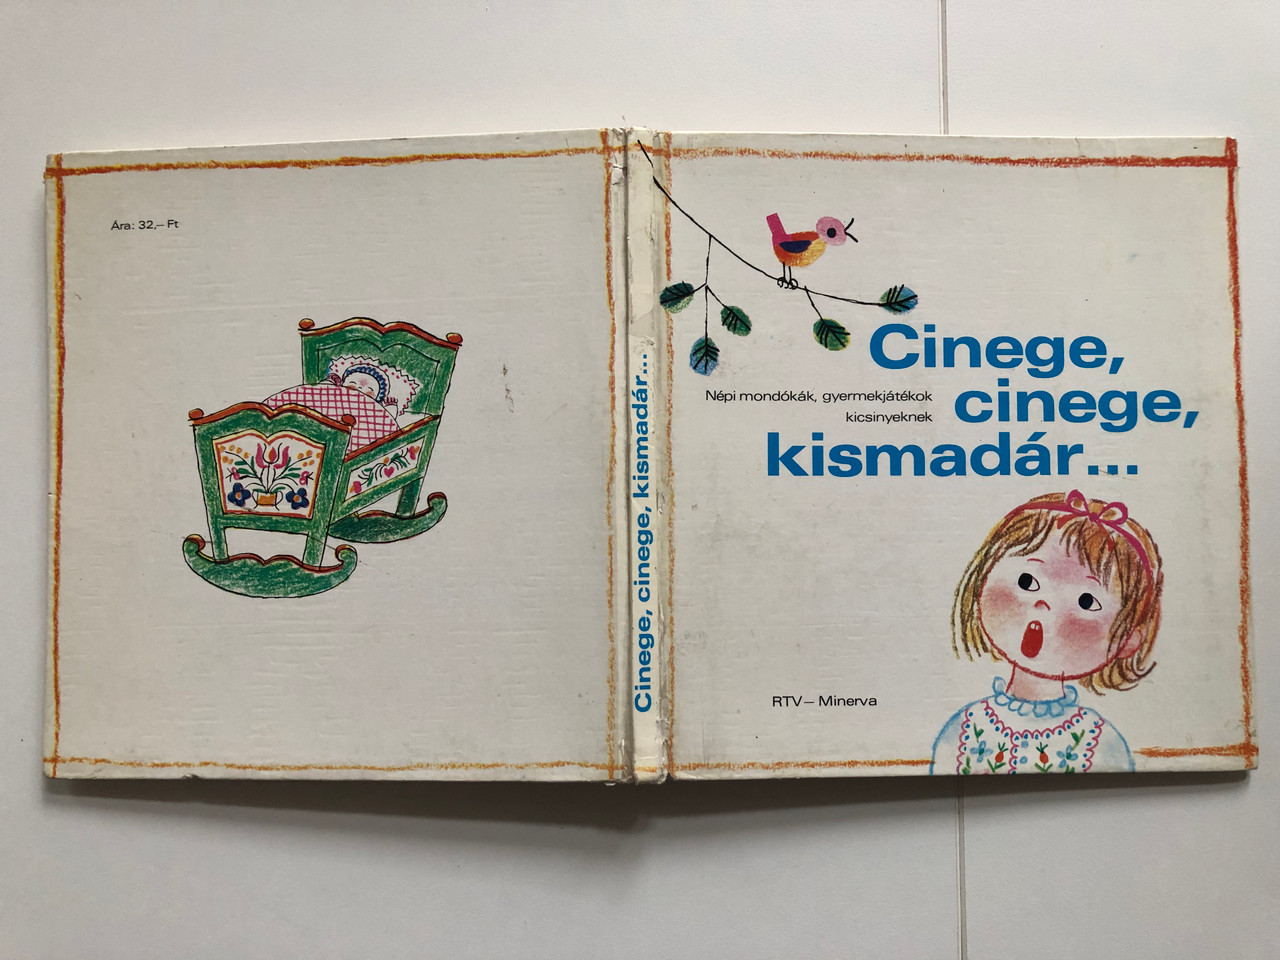 Ára: 32,— Ft
Cinege, cinege, kismadár...
Cinege,
cinege,
kismadár...
Népi mondókák, gyermekjátékok
kicsinyeknek
RTV— Minerva